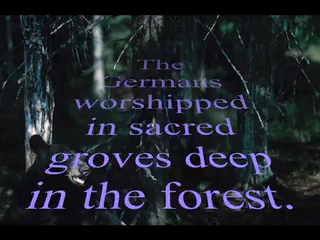 The
Germans
worshipped
in sacred
groves deep
in the forest.